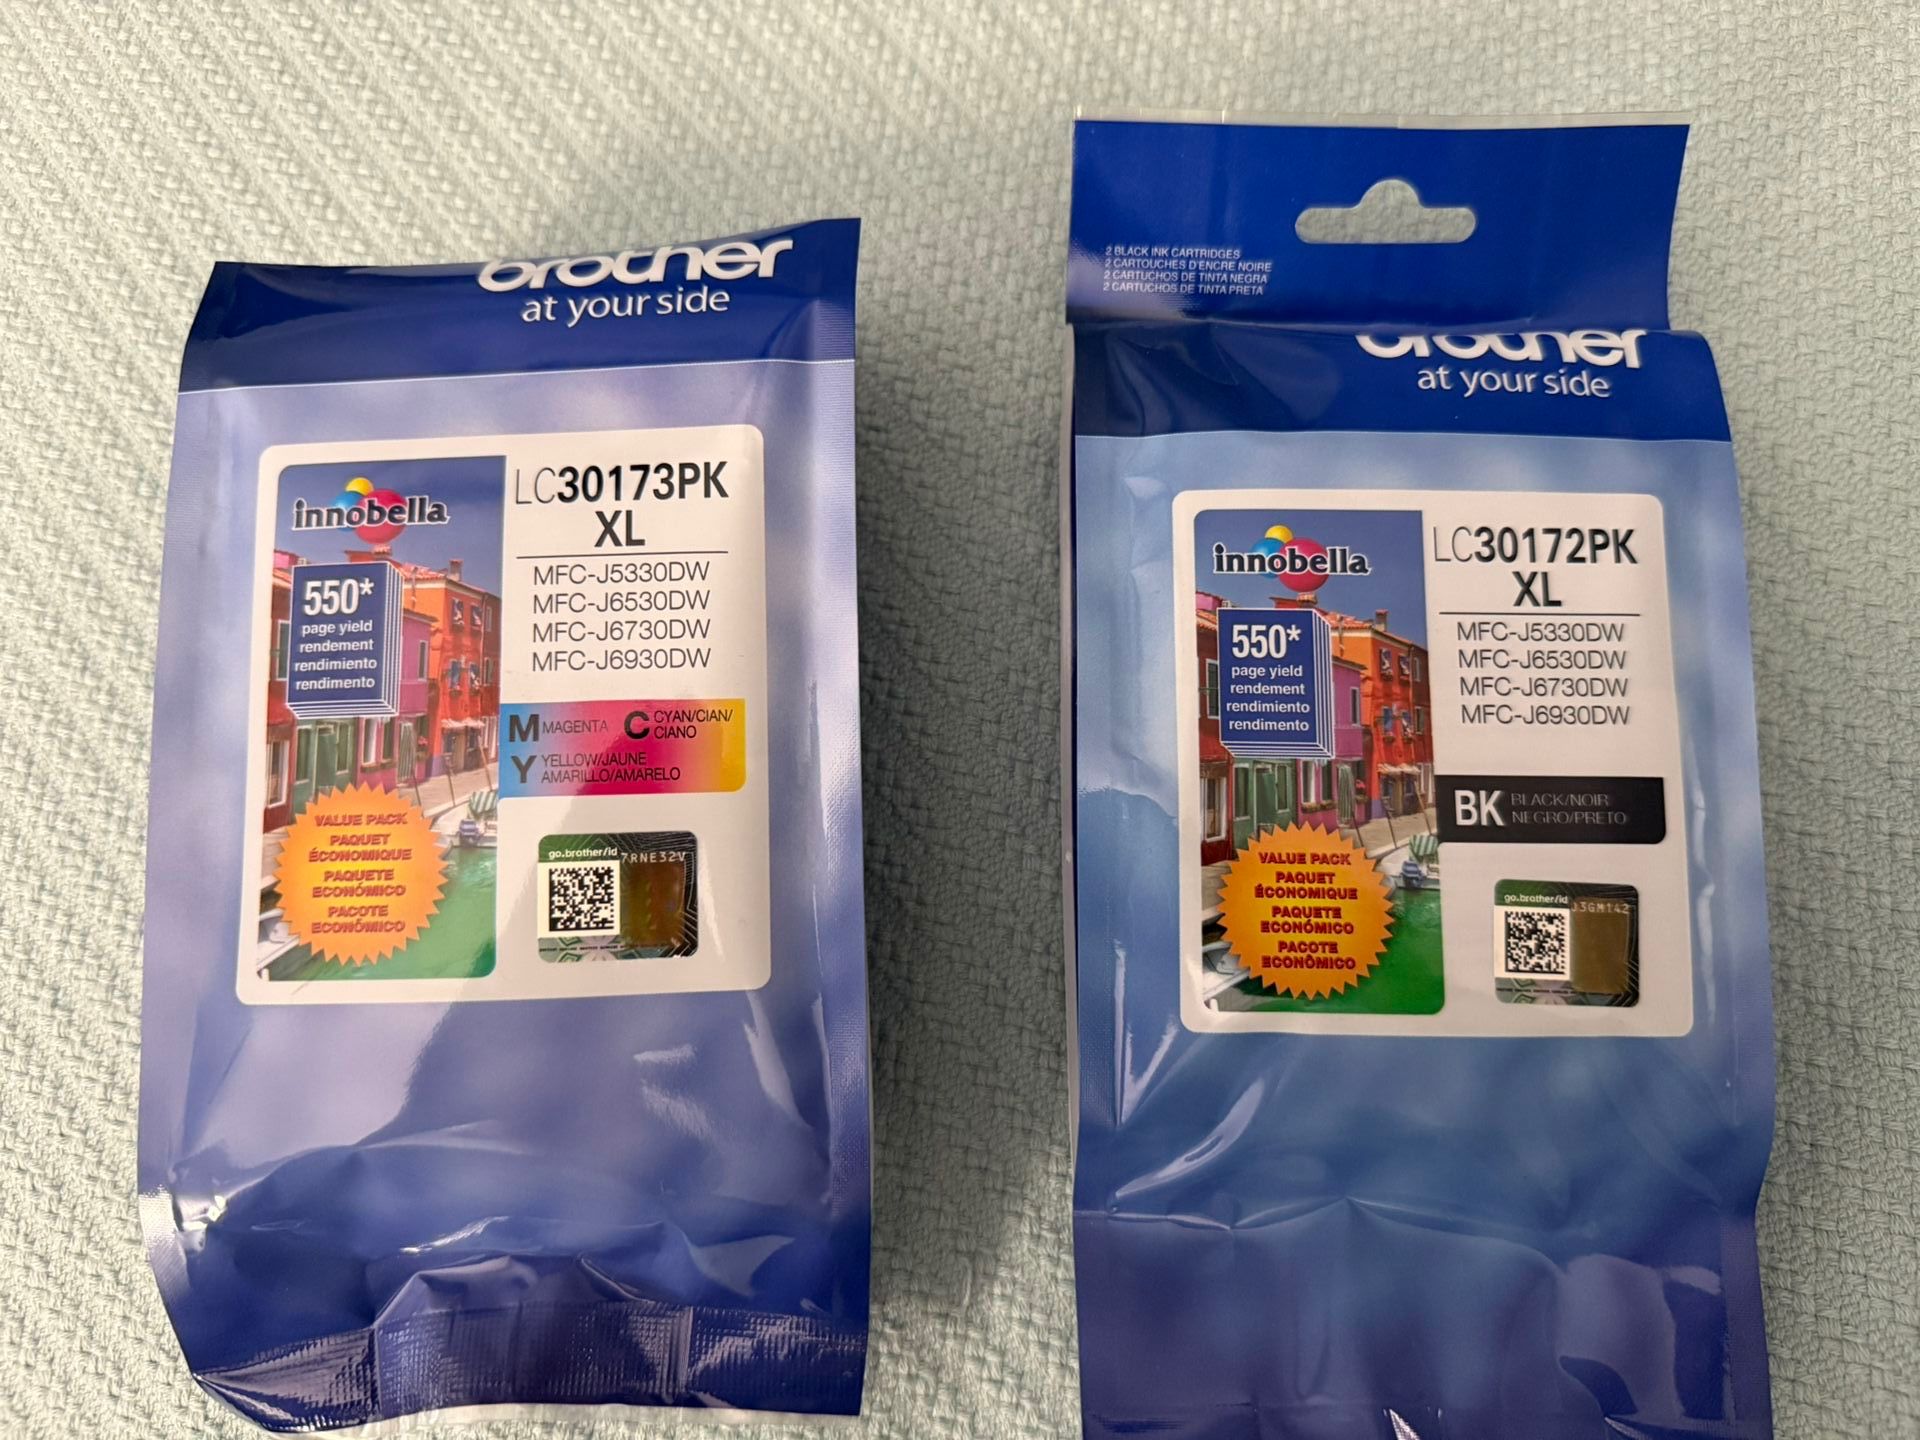 brother
at your side
innobella
LC30173PK
XL
MFC-J5330DW
MFC-J6530DW
MFC-J6730DW
MFC-J6930DW
550*
page yield
rendement
rendimiento
rendimento
M MAGENTA C CYAN/CIAN/
CIANO
Y YELLOW/JAUNE
AMARILLO/AMARELO
VALUE PACK
PAQUET
ÉCONOMIQUE
PAQUETE
ECONÓMICO
PACOTE
ECONÔMICO
go.brother/id
7RNE32V
2 BLACK INK CARTRIDGES
2 CARTOUCHES D'ENCRE NOIRE
2 CARTUCHOS DE TINTA NEGRA
2 CARTUCHOS DE TINTA PRETA
brother
at your side
innobella
LC30172PK
XL
MFC-J5330DW
MFC-J6530DW
MFC-J6730DW
MFC-J6930DW
550*
page yield
rendement
rendimiento
rendimento
BK BLACK/NOIR
NEGRO/PRETO
VALUE PACK
PAQUET
ÉCONOMIQUE
PAQUETE
ECONÓMICO
PACOTE
ECONÔMICO
go.brother/id
J3GM142